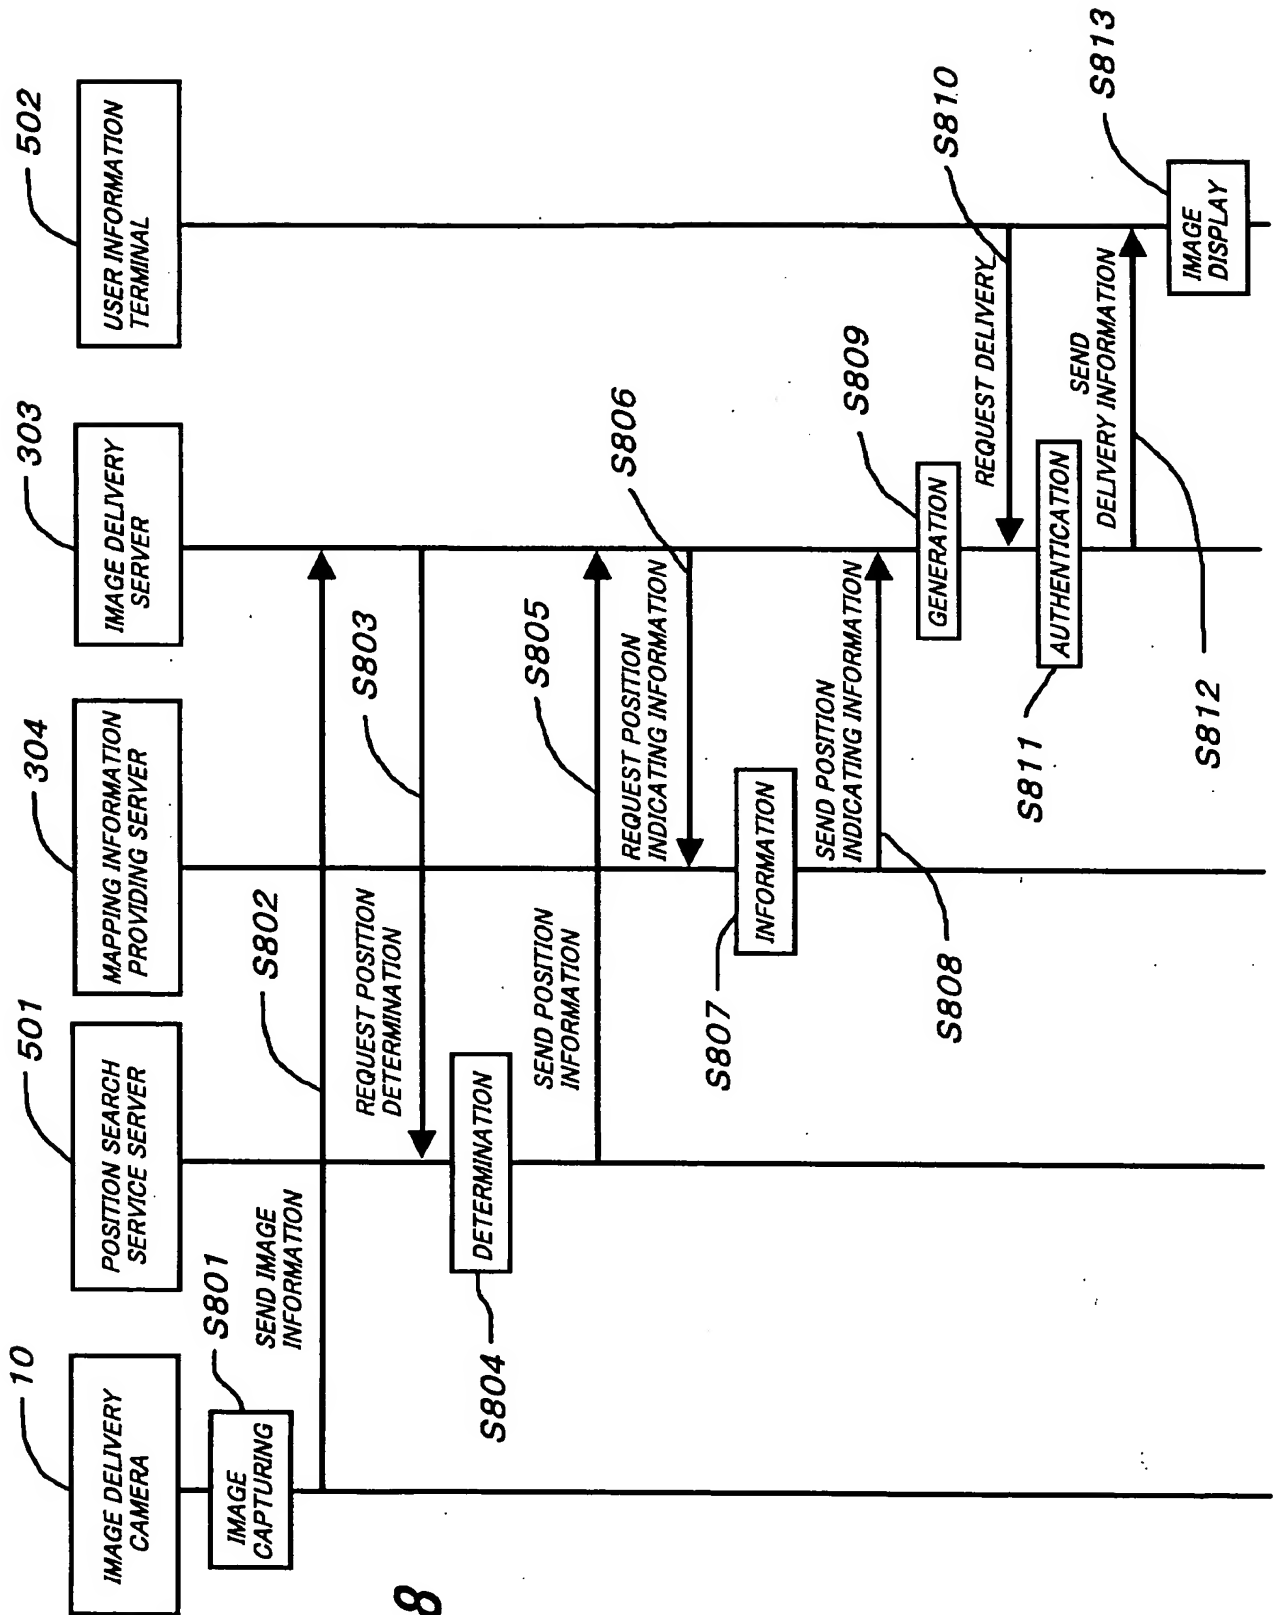 10
IMAGE DELIVERY
CAMERA
501
POSITION SEARCH
SERVICE SERVER
304
MAPPING INFORMATION
PROVIDING SERVER
303
IMAGE DELIVERY
SERVER
502
USER INFORMATION
TERMINAL
IMAGE
CAPTURING
S801
SEND IMAGE
INFORMATION
S802
REQUEST POSITION
DETERMINATION
S803
DETERMINATION
S804
SEND POSITION
INFORMATION
S805
REQUEST POSITION
INDICATING INFORMATION
S806
INFORMATION
S807
SEND POSITION
INDICATING INFORMATION
S808
GENERATION
S809
REQUEST DELIVERY
S810
AUTHENTICATION
S811
SEND
DELIVERY INFORMATION
S812
IMAGE
DISPLAY
S813
8